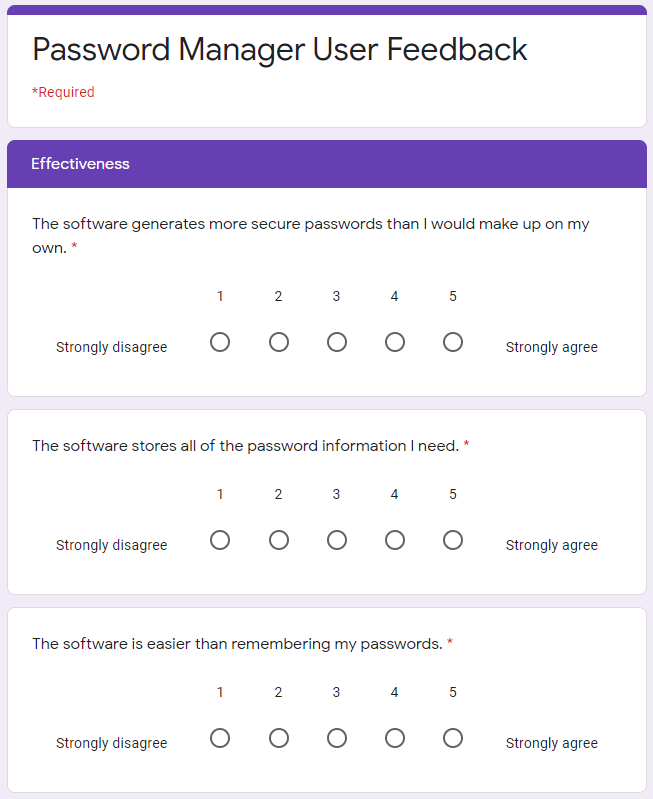 Password Manager User Feedback
*Required
Effectiveness
The software generates more secure passwords than I would make up on my
own. *
1 2 3 4 5
Strongly disagree Strongly agree
The software stores all of the password information I need. *
1 2 3 4 5
Strongly disagree Strongly agree
The software is easier than remembering my passwords. *
1 2 3 4 5
Strongly disagree Strongly agree